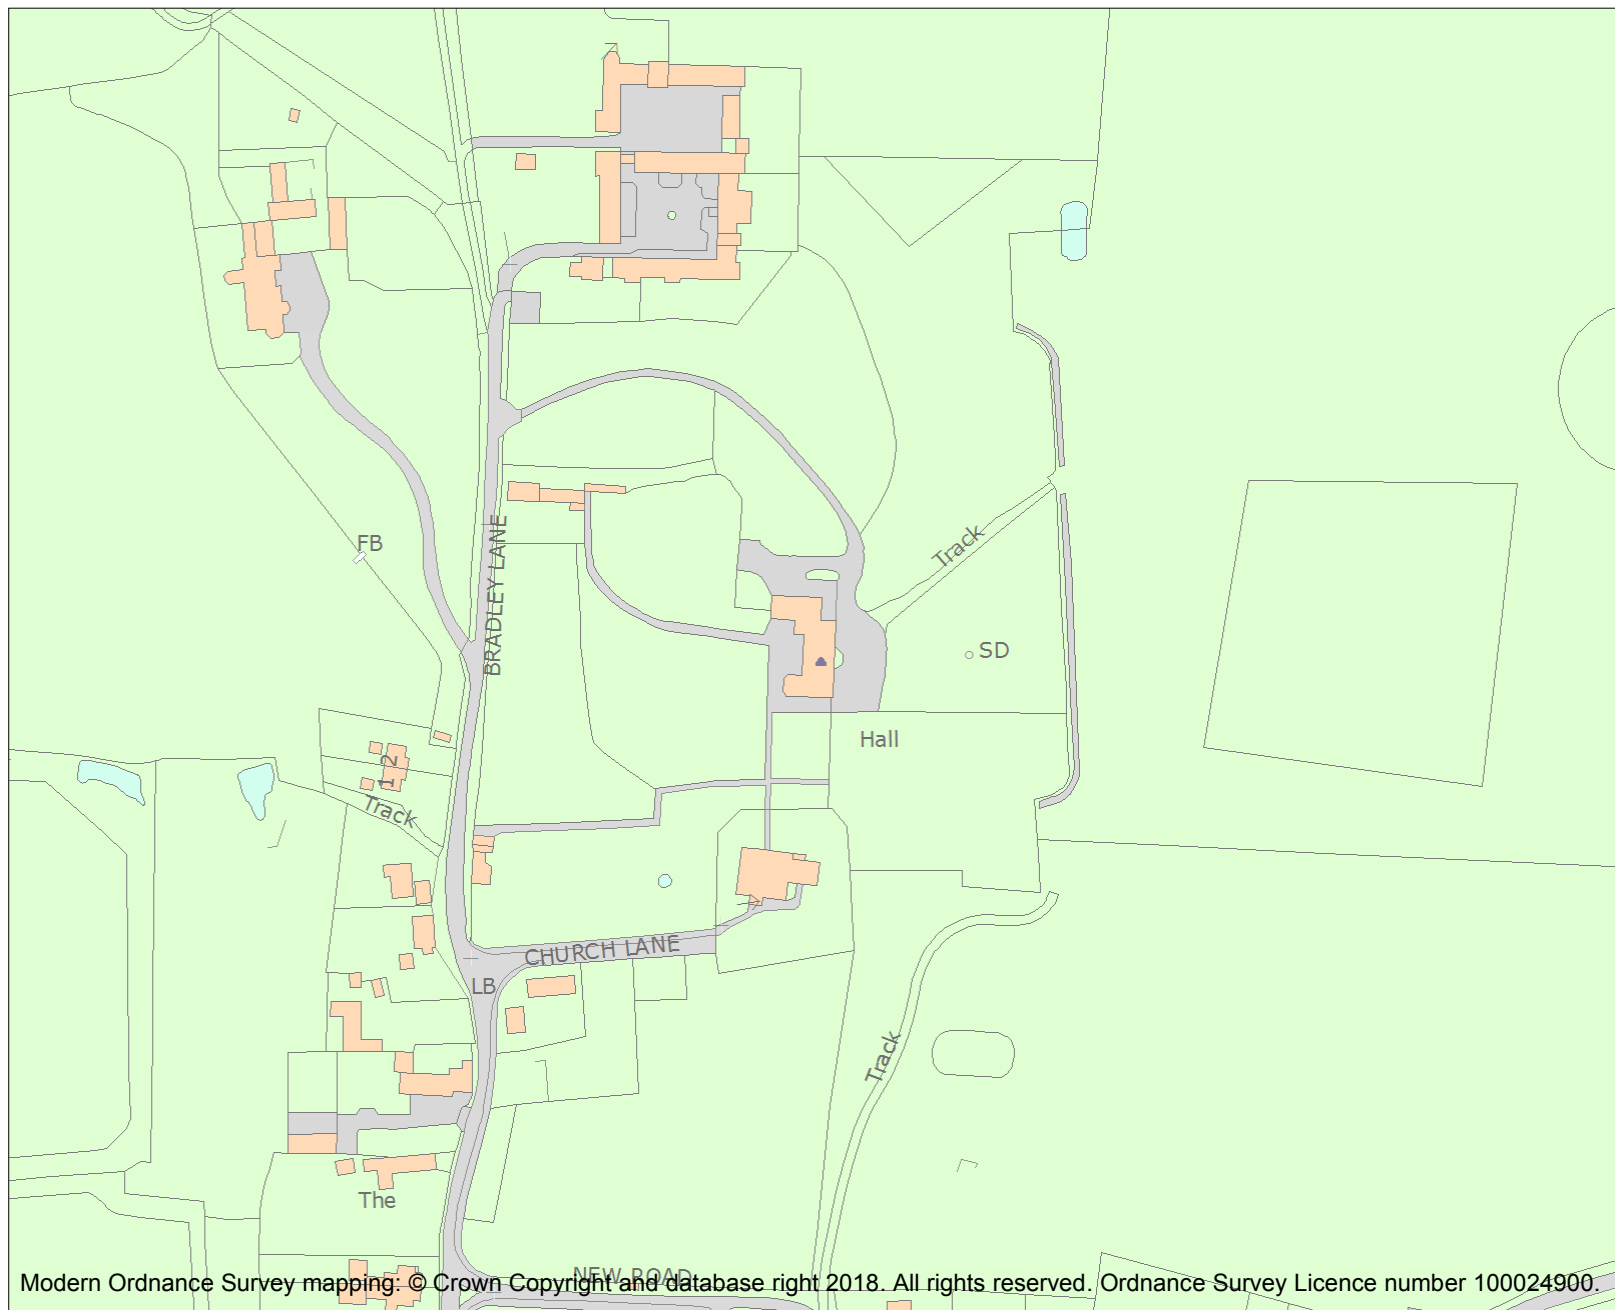 FB
BRADLEY LANE
Track
SD
Hall
1 2
Track
CHURCH LANE
LB
Track
The
NEW ROAD
Modern Ordnance Survey mapping: © Crown Copyright and database right 2018. All rights reserved. Ordnance Survey Licence number 100024900.